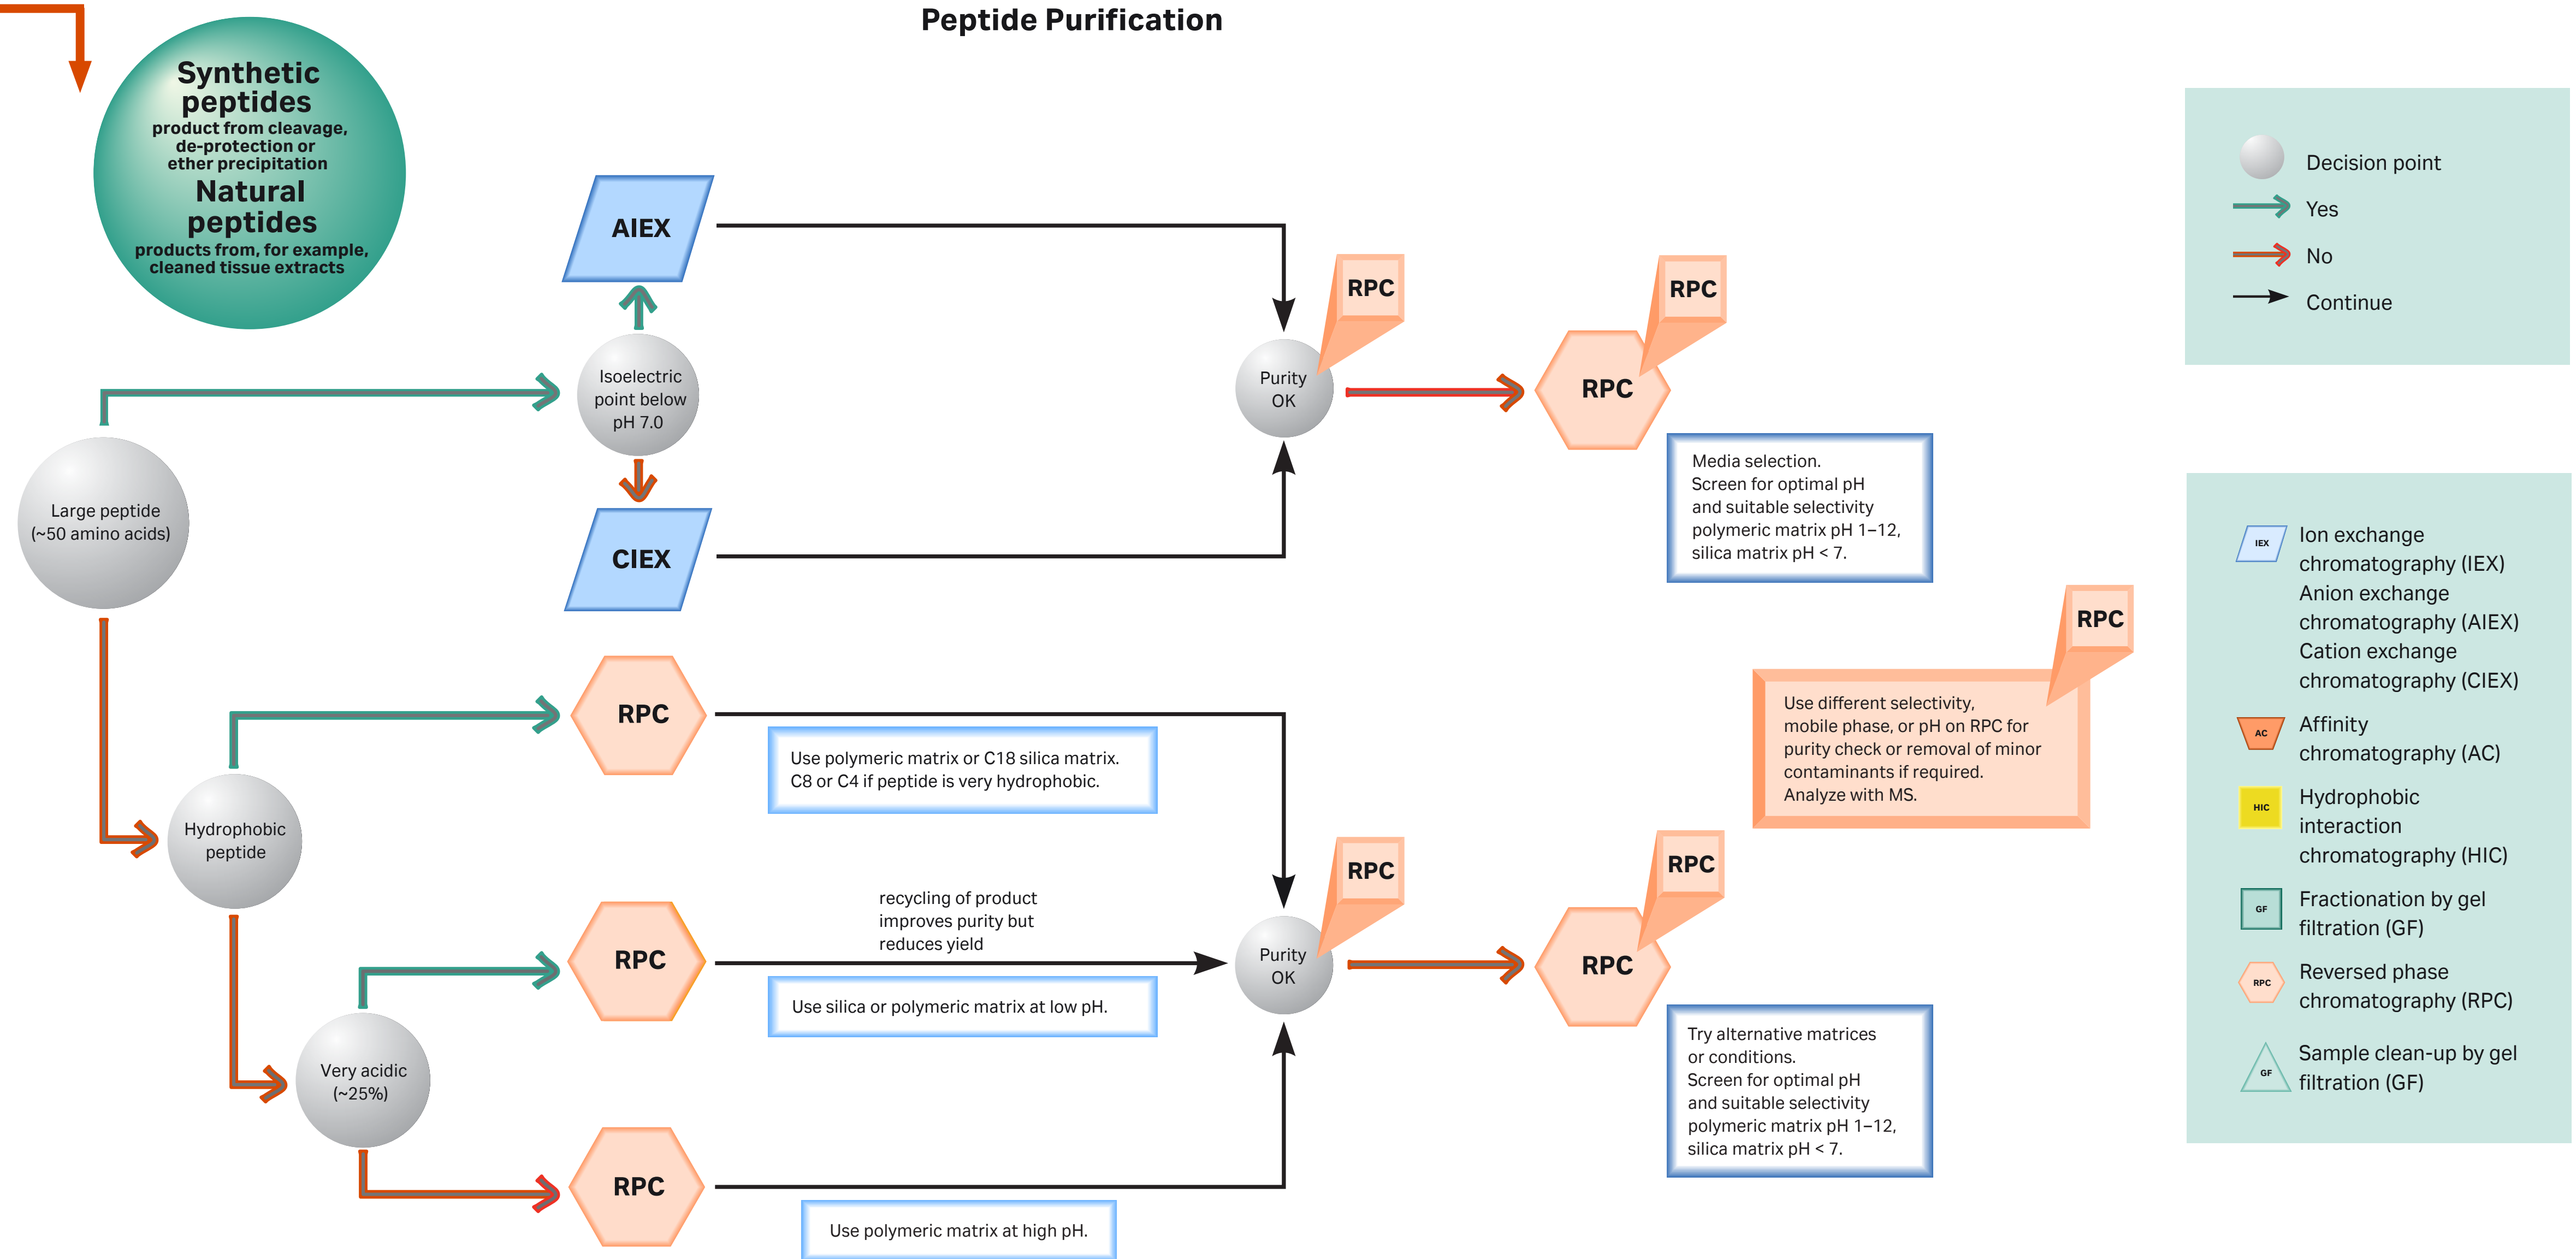 Peptide Purification
Synthetic
peptides
product from cleavage,
de-protection or
ether precipitation
Natural
peptides
products from, for example,
cleaned tissue extracts
AIEX
Isoelectric
point below
pH 7.0
CIEX
Large peptide
(~50 amino acids)
Purity
OK
RPC
RPC
RPC
Media selection.
Screen for optimal pH
and suitable selectivity
polymeric matrix pH 1–12,
silica matrix pH < 7.
RPC
Use polymeric matrix or C18 silica matrix.
C8 or C4 if peptide is very hydrophobic.
Hydrophobic
peptide
RPC
recycling of product
improves purity but
reduces yield
Use silica or polymeric matrix at low pH.
Very acidic
(~25%)
RPC
Use polymeric matrix at high pH.
Purity
OK
RPC
RPC
RPC
Try alternative matrices
or conditions.
Screen for optimal pH
and suitable selectivity
polymeric matrix pH 1–12,
silica matrix pH < 7.
RPC
Use different selectivity,
mobile phase, or pH on RPC for
purity check or removal of minor
contaminants if required.
Analyze with MS.
Decision point
Yes
No
Continue
IEX
Ion exchange
chromatography (IEX)
Anion exchange
chromatography (AIEX)
Cation exchange
chromatography (CIEX)
AC
Affinity
chromatography (AC)
HIC
Hydrophobic
interaction
chromatography (HIC)
GF
Fractionation by gel
filtration (GF)
RPC
Reversed phase
chromatography (RPC)
GF
Sample clean-up by gel
filtration (GF)